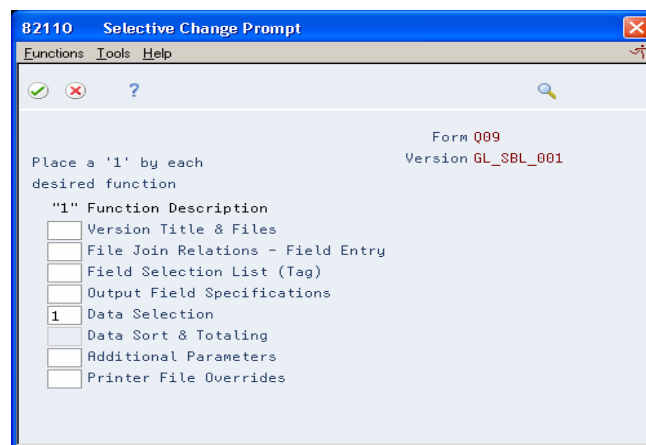 82110 Selective Change Prompt
Functions Tools Help
?
Form Q09
Place a '1' by each Version GL_SBL_001
desired function
"1" Function Description
Version Title & Files
File Join Relations - Field Entry
Field Selection List (Tag)
Output Field Specifications
1 Data Selection
Data Sort & Totaling
Additional Parameters
Printer File Overrides